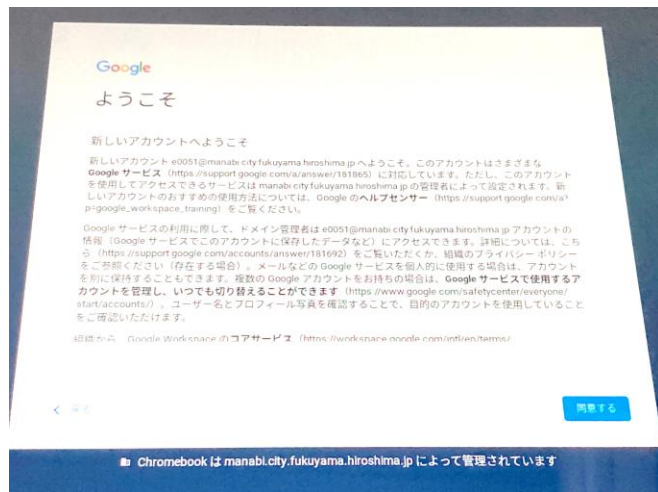 Google
ようこそ
新しいアカウントへようこそ
新しいアカウント e0051@manabi.city.fukuyama.hiroshima.jp へようこそ。このアカウントはさまざまな
Google サービス（https://support.google.com/a/answer/181865）に対応しています。ただし、このアカウント
を使用してアクセスできるサービスは manabi.city.fukuyama.hiroshima.jp の管理者によって設定されます。新
しいアカウントのおすすめの使用方法については、Google のヘルプセンター（https://support.google.com/a?
p=google_workspace_training）をご覧ください。
Google サービスの利用に際して、ドメイン管理者は e0051@manabi.city.fukuyama.hiroshima.jp アカウントの
情報（Google サービスでこのアカウントに保存したデータなど）にアクセスできます。詳細については、こち
ら（https://support.google.com/accounts/answer/181692）をご覧いただくか、組織のプライバシー ポリシー
をご参照ください（存在する場合）。メールなどの Google サービスを個人的に使用する場合は、アカウント
を別に保持することもできます。複数の Google アカウントをお持ちの場合は、Google サービスで使用するア
カウントを管理し、いつでも切り替えることができます（https://www.google.com/safetycenter/everyone/
start/accounts/）。ユーザー名とプロフィール写真を確認することで、目的のアカウントを使用していること
をご確認いただけます。
組織から、Google Workspace のコアサービス（https://workspace.google.com/intl/en/terms/
同意する
Chromebook は manabi.city.fukuyama.hiroshima.jp によって管理されています